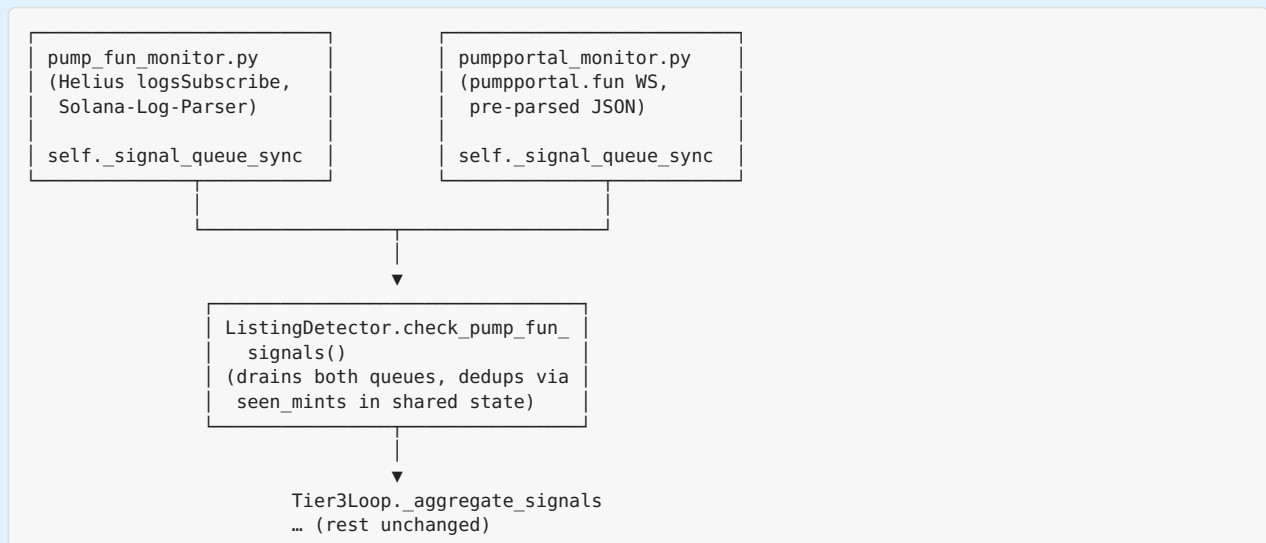 pump_fun_monitor.py
(Helius logsSubscribe,
Solana-Log-Parser)
self._signal_queue_sync
pumpportal_monitor.py
(pumpportal.fun WS,
pre-parsed JSON)
self._signal_queue_sync
ListingDetector.check_pump_fun_
signals()
(drains both queues, dedups via
seen_mints in shared state)
Tier3Loop._aggregate_signals
… (rest unchanged)